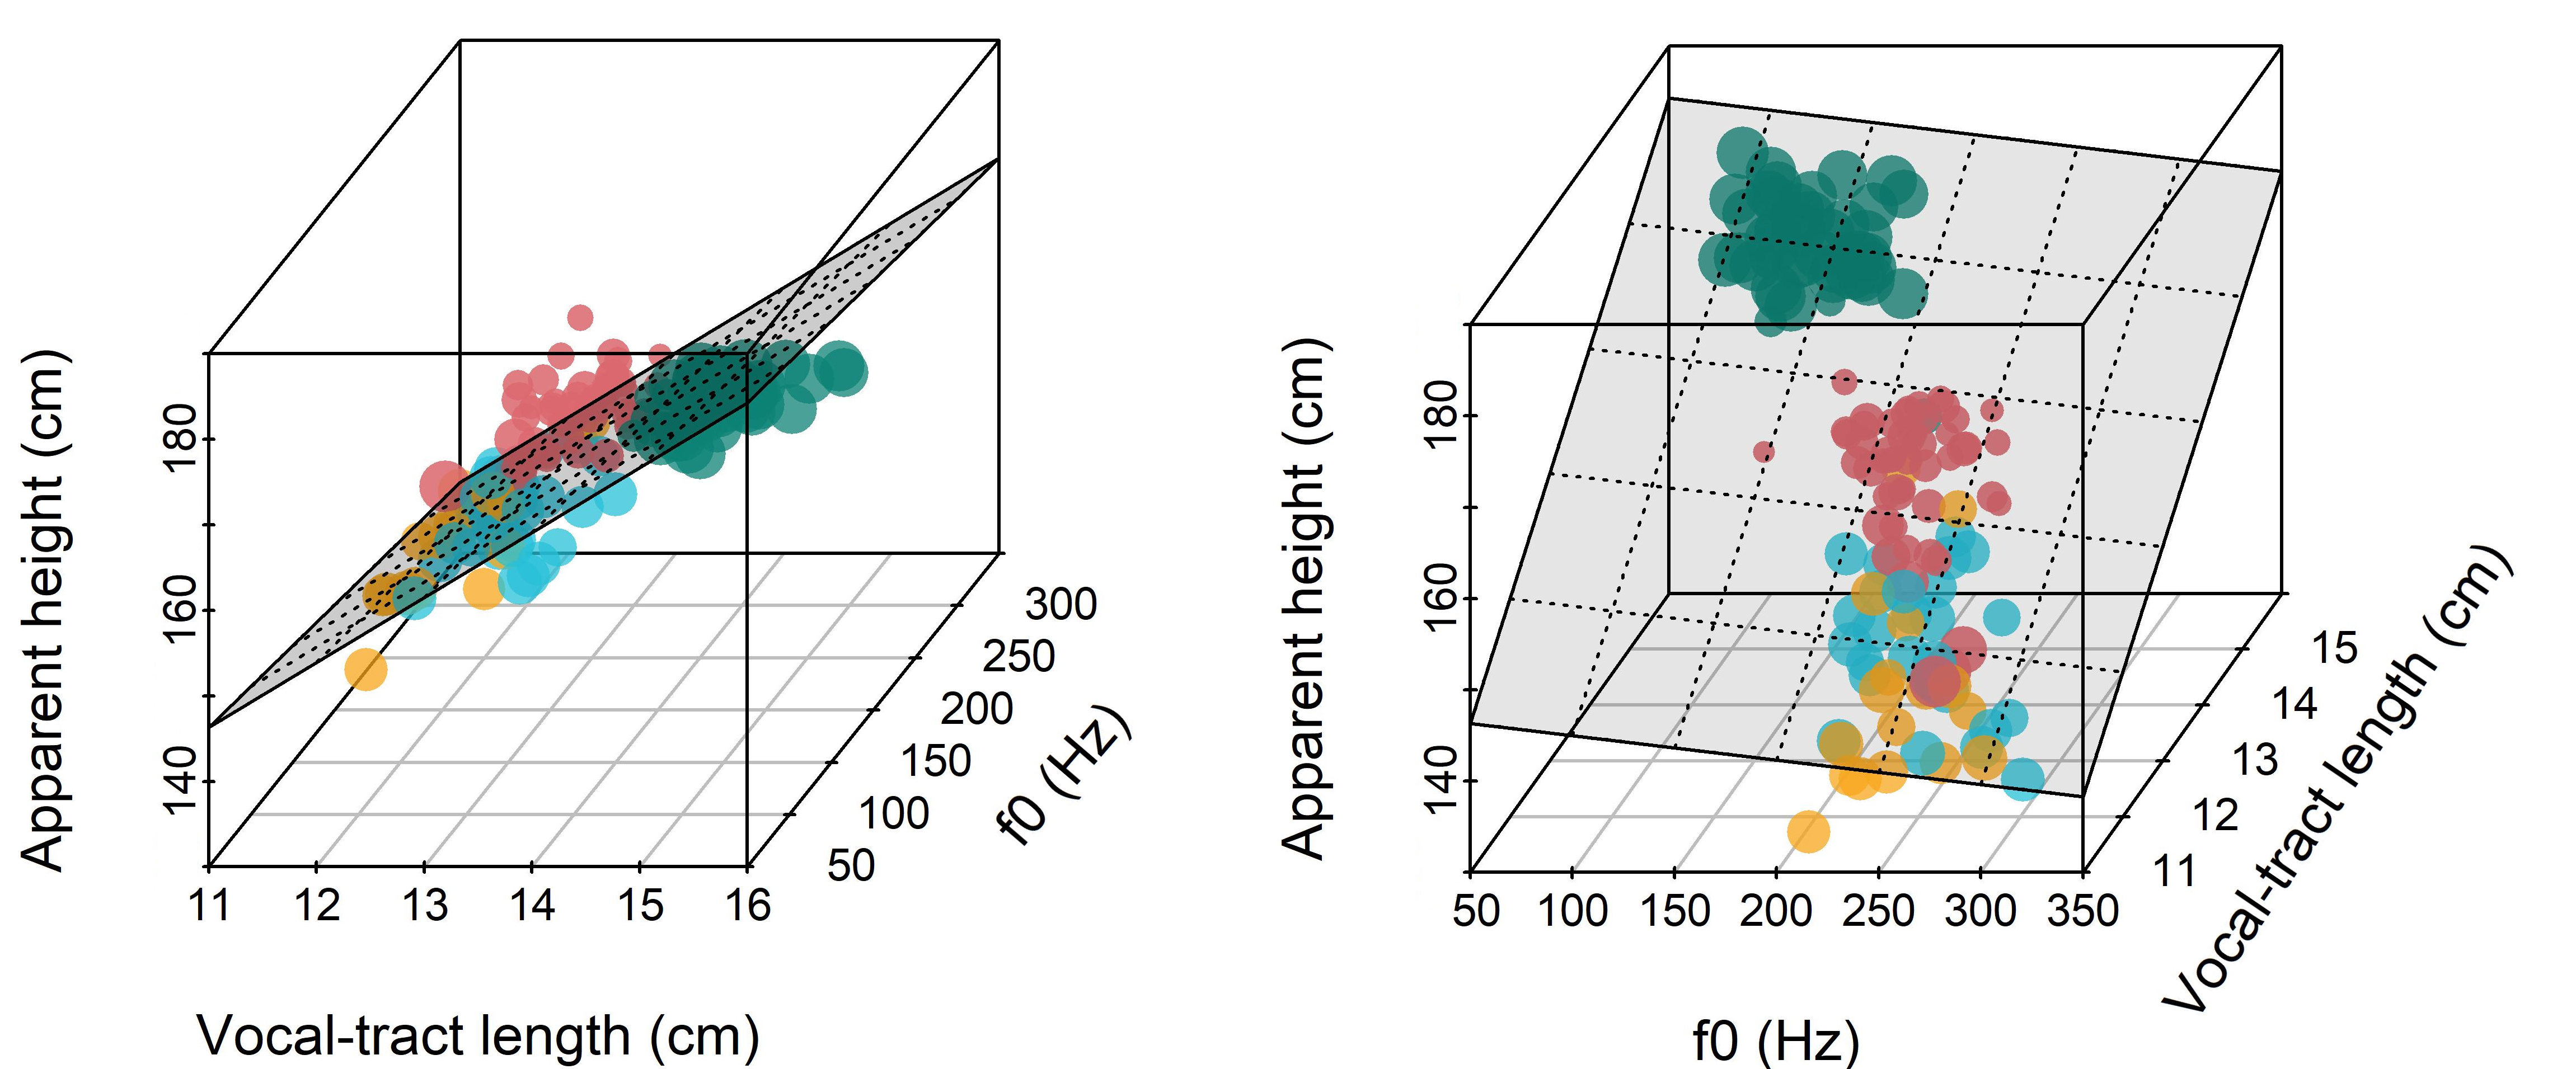 Apparent height (cm)
180
160
140
11 12 13 14 15 16
Vocal-tract length (cm)
300
250
200
150
100
50
f0 (Hz)
Apparent height (cm)
180
160
140
50 100 150 200 250 300 350
f0 (Hz)
15
14
13
12
11
Vocal-tract length (cm)